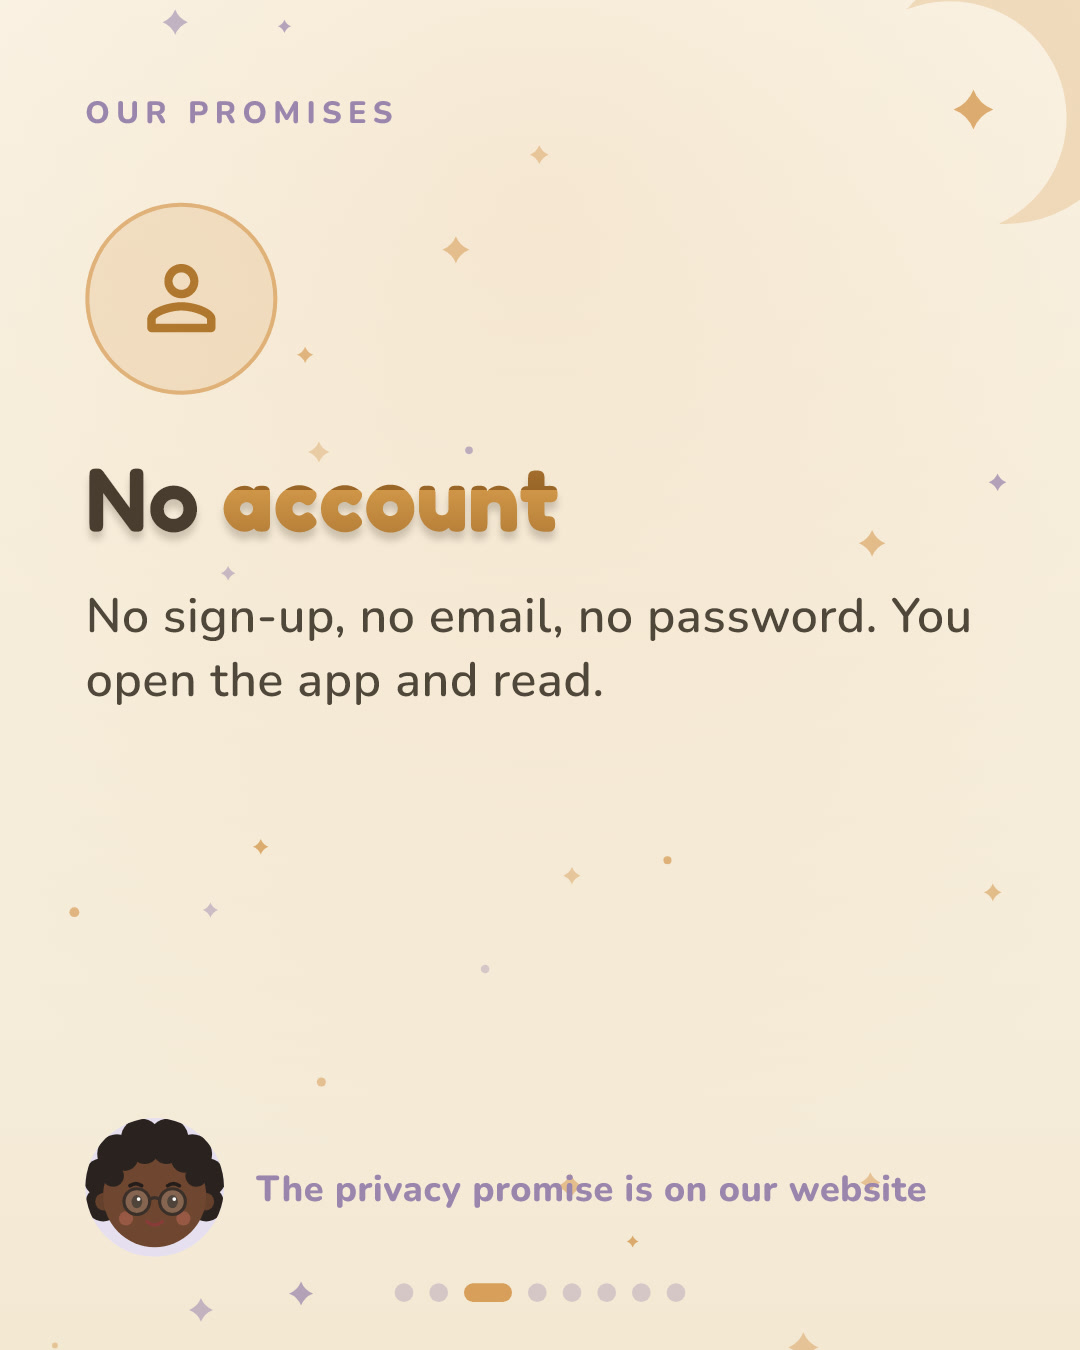 OUR PROMISES
No account
No sign-up, no email, no password. You
open the app and read.
The privacy promise is on our website